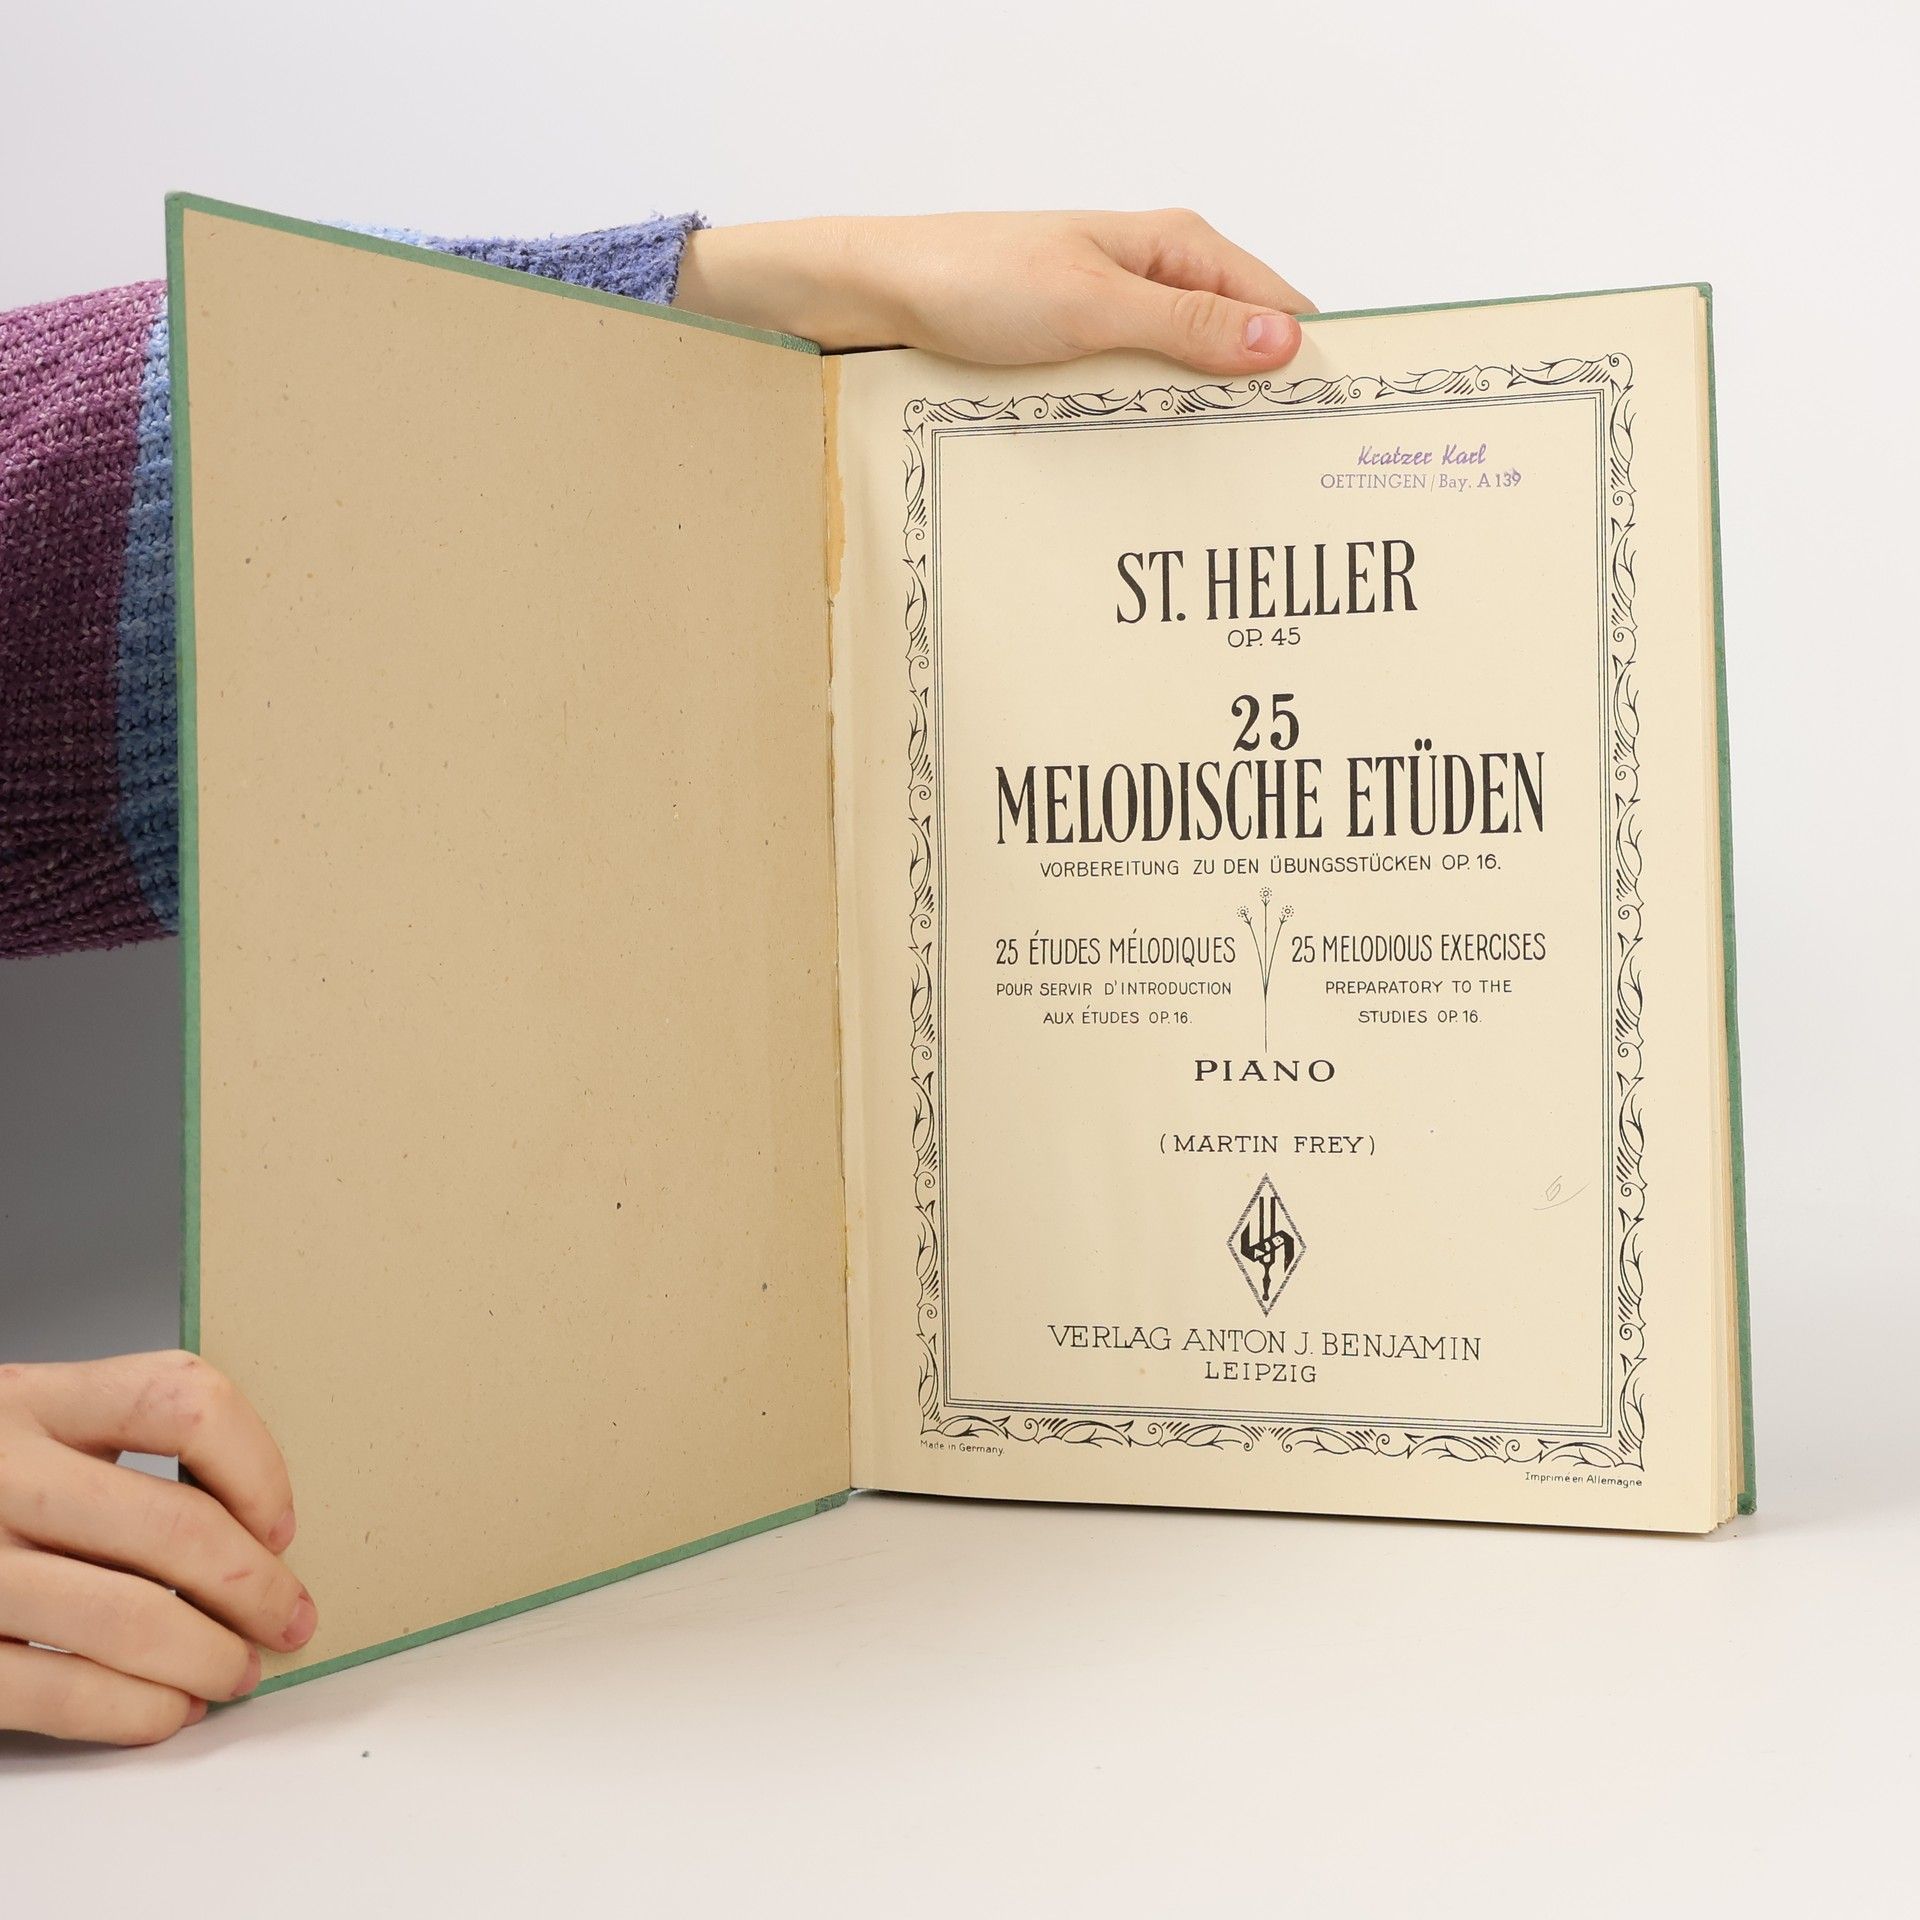 Kratzer Karl
OETTINGEN/Bay. A 139
ST. HELLER
OP. 45
25
MELODISCHE ETÜDEN
VORBEREITUNG ZU DEN ÜBUNGSSTÜCKEN OP. 16.
25 ÉTUDES MÉLODIQUES
POUR SERVIR D'INTRODUCTION
AUX ÉTUDES OP. 16.
25 MELODIOUS EXERCISES
PREPARATORY TO THE
STUDIES OP. 16.
PIANO
(MARTIN FREY)
VERLAG ANTON J. BENJAMIN
LEIPZIG
Made in Germany.
Imprimé en Allemagne